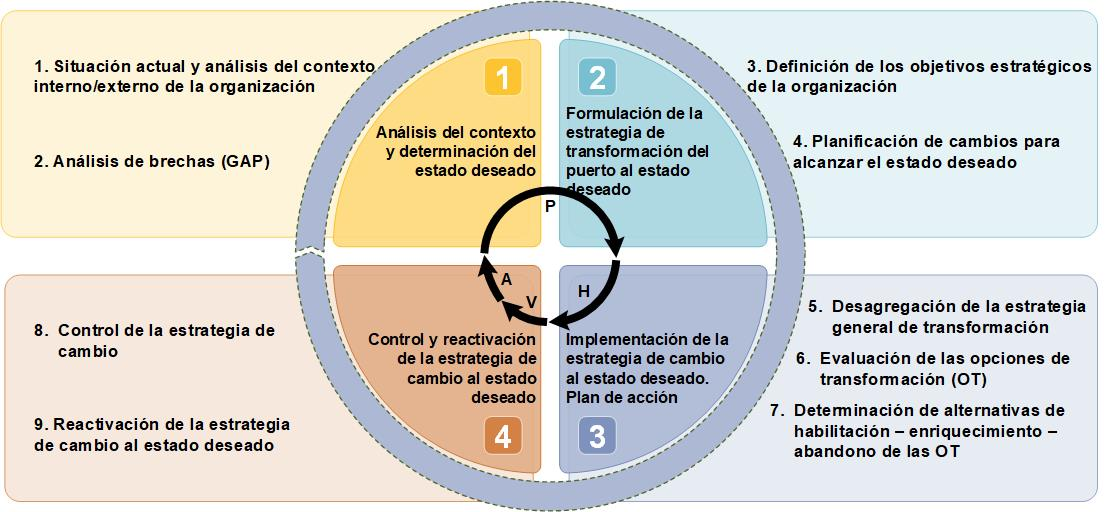 1. Situación actual y análisis del contexto
interno/externo de la organización
2. Análisis de brechas (GAP)
1
Análisis del contexto
y determinación del
estado deseado
2
Formulación de la
estrategia de
transformación del
puerto al estado
deseado
3. Definición de los objetivos estratégicos
de la organización
4. Planificación de cambios para
alcanzar el estado deseado
P
H
V
A
8. Control de la estrategia de
cambio
9. Reactivación de la estrategia
de cambio al estado deseado
Control y reactivación
de la estrategia de
cambio al estado
deseado
4
Implementación de la
estrategia de cambio
al estado deseado.
Plan de acción
3
5. Desagregación de la estrategia
general de transformación
6. Evaluación de las opciones de
transformación (OT)
7. Determinación de alternativas de
habilitación – enriquecimiento –
abandono de las OT